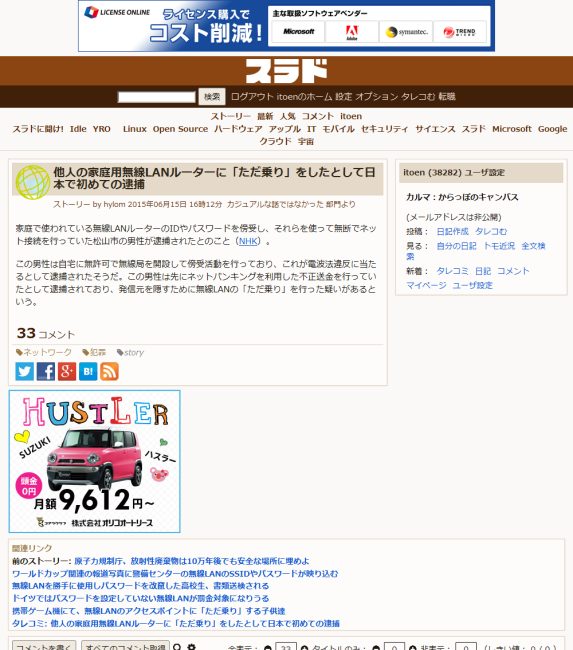 LICENSE ONLINE
ライセンス購入で
コスト削減!
主な取扱ソフトウェアベンダー
Microsoft
Adobe
symantec.
TREND MICRO
スラド
検索 ログアウト itoenのホーム 設定 オプション タレコむ 転職
ストーリー 最新 人気 コメント itoen
スラドに聞け! Idle YRO Linux Open Source ハードウェア アップル IT モバイル セキュリティ サイエンス スラド Microsoft Google
クラウド 宇宙
他人の家庭用無線LANルーターに「ただ乗り」をしたとして日
本で初めての逮捕
ストーリー by hylom 2015年06月15日 16時12分 カジュアルな話ではなかった 部門より
家庭で使われている無線LANルーターのIDやパスワードを傍受し、それらを使って無断でネッ
ト接続を行っていた松山市の男性が逮捕されたとのこと（NHK）。
この男性は自宅に無許可で無線局を開設して傍受活動を行っており、これが電波法違反に当た
るとして逮捕されたそうだ。この男性は先にネットバンキングを利用した不正送金を行ってい
たとして逮捕されており、発信元を隠すために無線LANの「ただ乗り」を行った疑いがあると
いう。
33 コメント
ネットワーク 犯罪 story
itoen (38282) ユーザ設定
カルマ：からっぽのキャンバス
(メールアドレスは非公開)
投稿： 日記作成 タレコむ
見る： 自分の日記 トモ近況 全文検
索
新着： タレコミ 日記 コメント
マイページ ユーザ設定
HUSTLER
SUZUKI
ハスラー
頭金
0円
月額9,612円～
コアラクラブ 株式会社オリコオートリース
関連リンク
前のストーリー: 原子力規制庁、放射性廃棄物は10万年後でも安全な場所に埋めよ
ワールドカップ関連の報道写真に警備センターの無線LANのSSIDやパスワードが映り込む
無線LANを勝手に使用しパスワードを改竄した高校生、書類送検される
ドイツではパスワードを設定していない無線LANが罰金対象になりうる
携帯ゲーム機にて、無線LANのアクセスポイントに「ただ乗り」する子供達
タレコミ: 他人の家庭用無線LANルーターに「ただ乗り」をしたとして日本で初めての逮捕
コメントを書く すべてのコメント取得 全表示： 33 タイトルのみ： 0 非表示： 0 (しきい値： 0 / 0 )